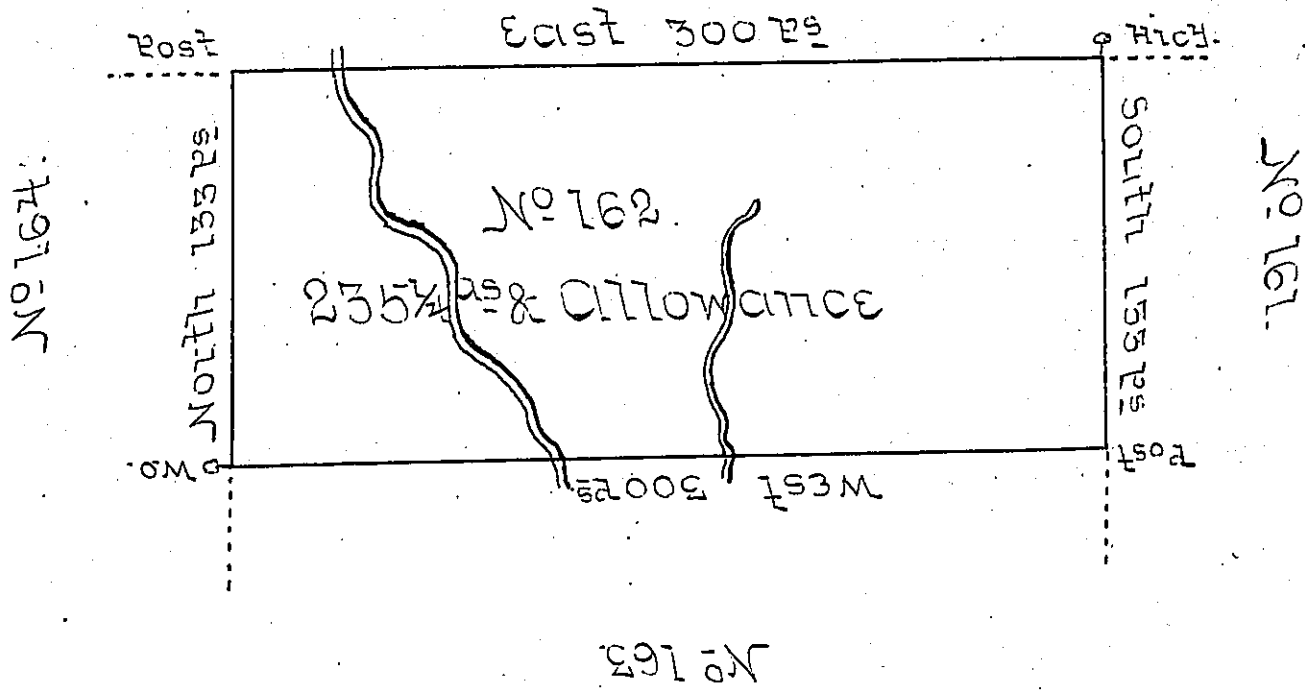 East 300 Ps
Post
Hick.
North 133 Ps
South 133 Ps
No. 164.
No. 161.
No 162.
235¼ as & Allowance
W.O.
West 300 Ps.
Post
No 163